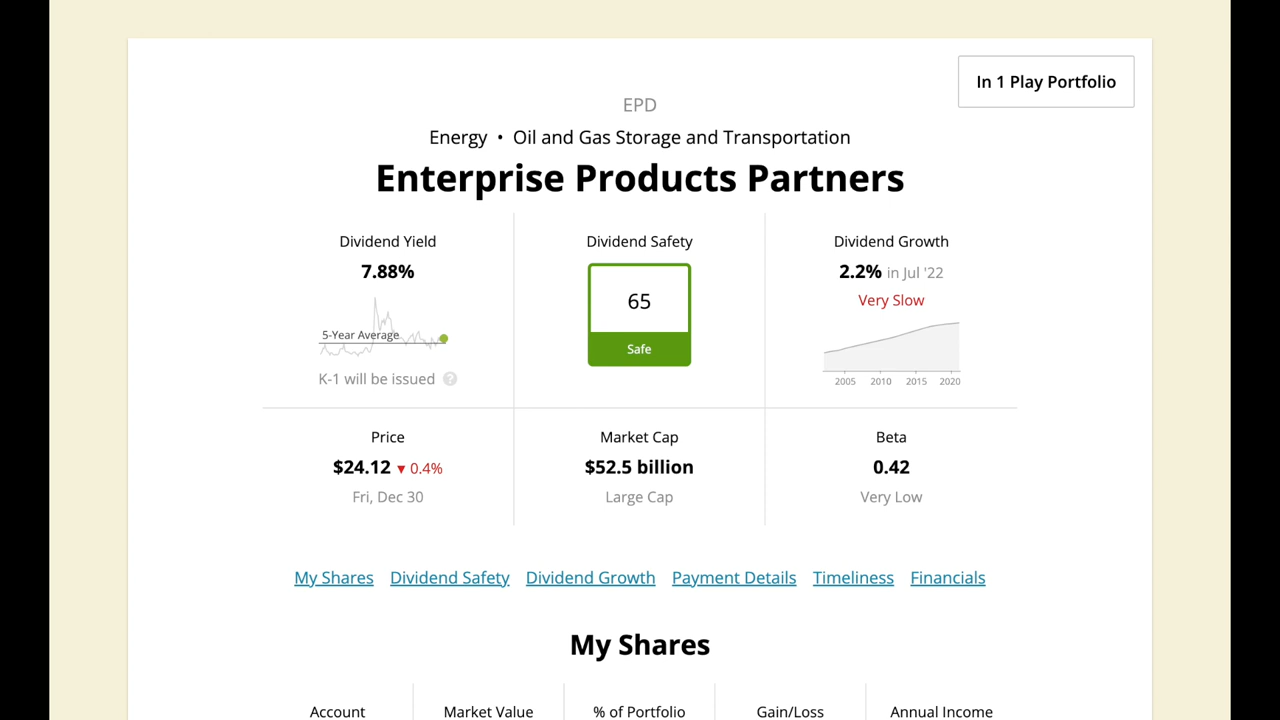 In 1 Play Portfolio
EPD
Energy • Oil and Gas Storage and Transportation
Enterprise Products Partners
Dividend Yield
7.88%
5-Year Average
K-1 will be issued ?
Dividend Safety
65
Safe
Dividend Growth
2.2% in Jul '22
Very Slow
2005 2010 2015 2020
Price
$24.12 ▼ 0.4%
Fri, Dec 30
Market Cap
$52.5 billion
Large Cap
Beta
0.42
Very Low
My Shares Dividend Safety Dividend Growth Payment Details Timeliness Financials
My Shares
Account Market Value % of Portfolio Gain/Loss Annual Income